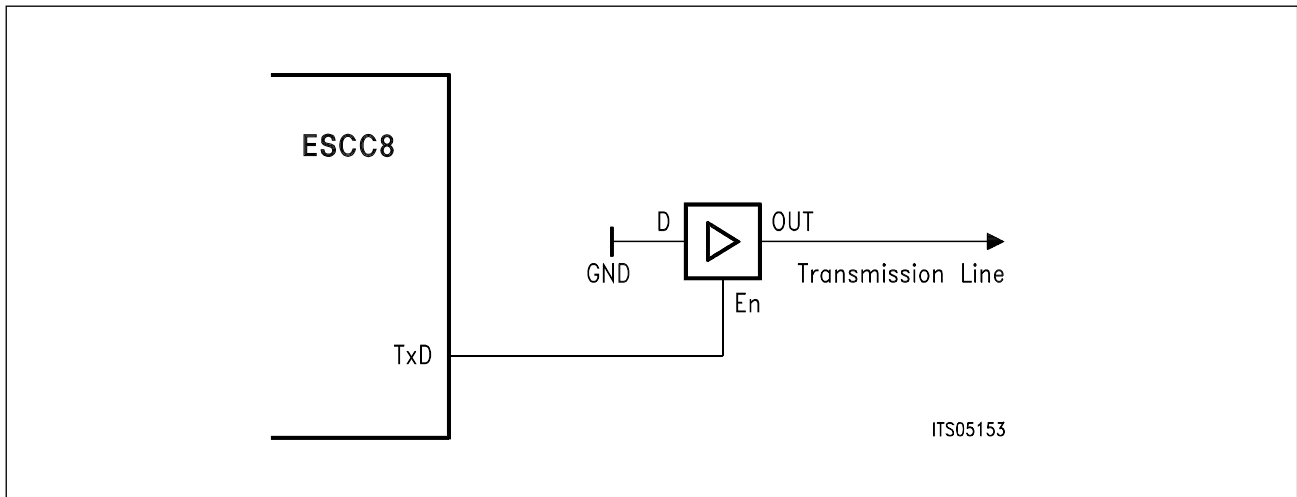 ESCC8
D
OUT
GND
Transmission Line
En
TxD
ITS05153